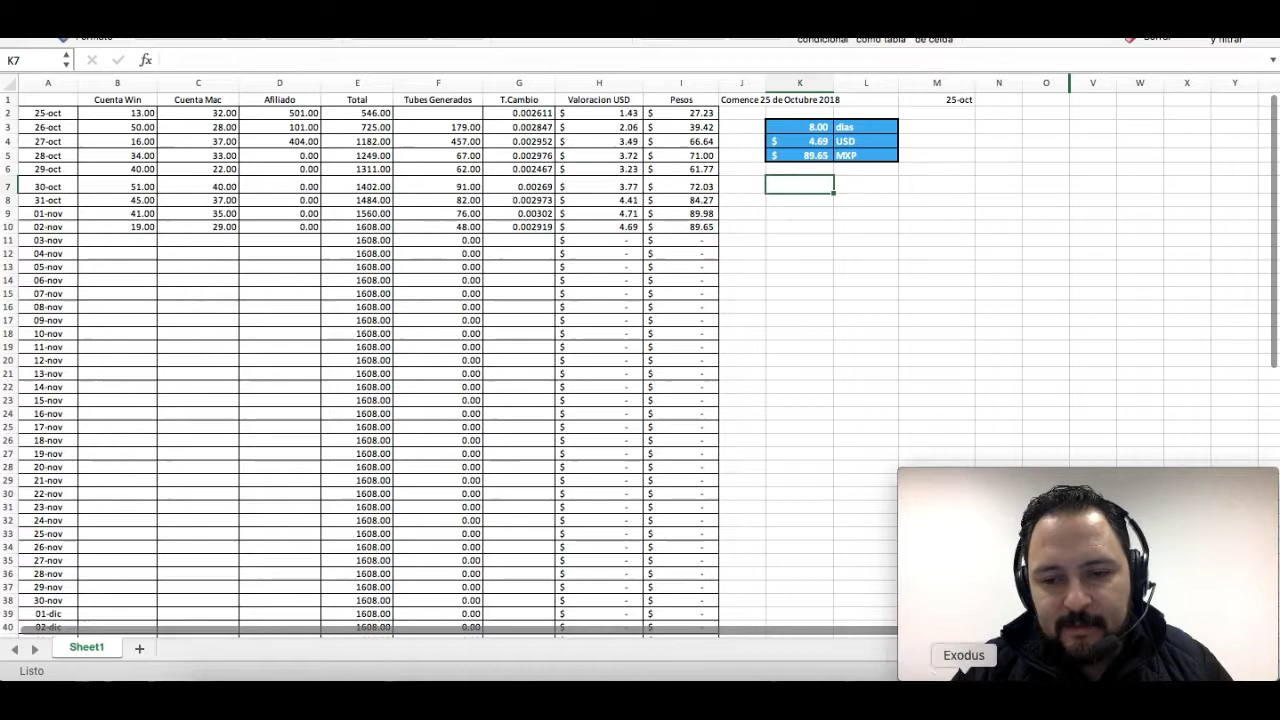 Formato condicional como tabla de celda Borrar y filtrar
K7 fx
A B C D E F G H I J K L M N O V W X Y
1 Cuenta Win Cuenta Mac Afiliado Total Tubes Generados T.Cambio Valoracion USD Pesos Comence 25 de Octubre 2018 25-oct
2 25-oct 13.00 32.00 501.00 546.00 0.002611 $ 1.43 $ 27.23
3 26-oct 50.00 28.00 101.00 725.00 179.00 0.002847 $ 2.06 $ 39.42 8.00 dias
4 27-oct 16.00 37.00 404.00 1182.00 457.00 0.002952 $ 3.49 $ 66.64 $ 4.69 USD
5 28-oct 34.00 33.00 0.00 1249.00 67.00 0.002976 $ 3.72 $ 71.00 $ 89.65 MXP
6 29-oct 40.00 22.00 0.00 1311.00 62.00 0.002467 $ 3.23 $ 61.77
7 30-oct 51.00 40.00 0.00 1402.00 91.00 0.00269 $ 3.77 $ 72.03
8 31-oct 45.00 37.00 0.00 1484.00 82.00 0.002973 $ 4.41 $ 84.27
9 01-nov 41.00 35.00 0.00 1560.00 76.00 0.00302 $ 4.71 $ 89.98
10 02-nov 19.00 29.00 0.00 1608.00 48.00 0.002919 $ 4.69 $ 89.65
11 03-nov 1608.00 0.00 $ - $ -
12 04-nov 1608.00 0.00 $ - $ -
13 05-nov 1608.00 0.00 $ - $ -
14 06-nov 1608.00 0.00 $ - $ -
15 07-nov 1608.00 0.00 $ - $ -
16 08-nov 1608.00 0.00 $ - $ -
17 09-nov 1608.00 0.00 $ - $ -
18 10-nov 1608.00 0.00 $ - $ -
19 11-nov 1608.00 0.00 $ - $ -
20 12-nov 1608.00 0.00 $ - $ -
21 13-nov 1608.00 0.00 $ - $ -
22 14-nov 1608.00 0.00 $ - $ -
23 15-nov 1608.00 0.00 $ - $ -
24 16-nov 1608.00 0.00 $ - $ -
25 17-nov 1608.00 0.00 $ - $ -
26 18-nov 1608.00 0.00 $ - $ -
27 19-nov 1608.00 0.00 $ - $ -
28 20-nov 1608.00 0.00 $ - $ -
29 21-nov 1608.00 0.00 $ - $ -
30 22-nov 1608.00 0.00 $ - $ -
31 23-nov 1608.00 0.00 $ - $ -
32 24-nov 1608.00 0.00 $ - $ -
33 25-nov 1608.00 0.00 $ - $ -
34 26-nov 1608.00 0.00 $ - $ -
35 27-nov 1608.00 0.00 $ - $ -
36 28-nov 1608.00 0.00 $ - $ -
37 29-nov 1608.00 0.00 $ - $ -
38 30-nov 1608.00 0.00 $ - $ -
39 01-dic 1608.00 0.00 $ - $ -
40 02-dic 1608.00 0.00 $ - $ -
Sheet1 +
Exodus
Listo